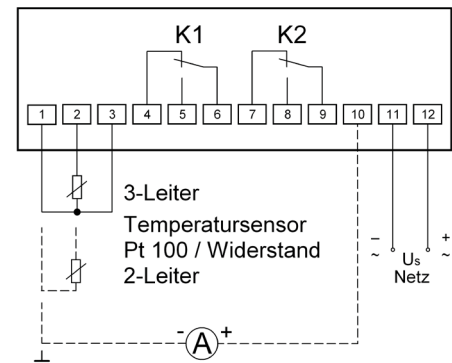 K1 K2
1 2 3 4 5 6 7 8 9 10 11 12
3-Leiter
Temperatursensor
Pt 100 / Widerstand
2-Leiter
– +
~ Us ~
Netz
- A +